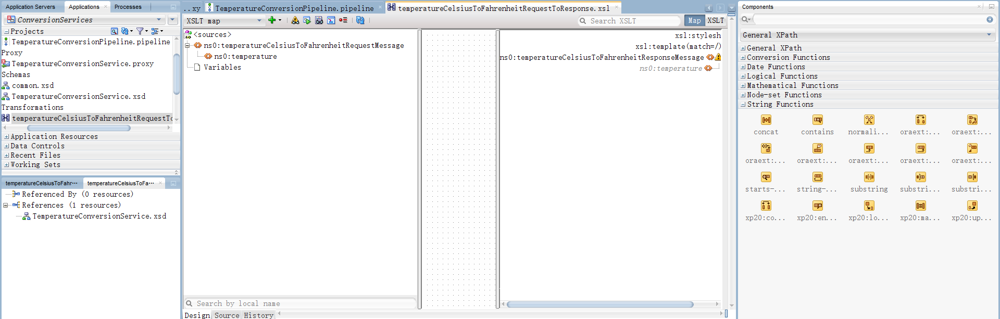 Application Servers
Applications
Processes
ConversionServices
Projects
TemperatureConversionPipeline.pipeline
Proxy
TemperatureConversionService.proxy
Schemas
common.xsd
TemperatureConversionService.xsd
Transformations
temperatureCelsiusToFahrenheitRequestTo
Application Resources
Data Controls
Recent Files
Working Sets
temperatureCelsiusToFahr...
temperatureCelsiusToFa...
Referenced By (0 resources)
References (1 resources)
TemperatureConversionService.xsd
..xy
TemperatureConversionPipeline.pipeline
temperatureCelsiusToFahrenheitRequestToResponse.xsl
XSLT map
Search XSLT
Map
XSLT
<sources>
ns0:temperatureCelsiusToFahrenheitRequestMessage
ns0:temperature
Variables
Search by local name
xsl:stylesh
xsl:template(match=/)
ns0:temperatureCelsiusToFahrenheitResponseMessage
ns0:temperature
Design
Source
History
Components
General XPath
General XPath
Conversion Functions
Date Functions
Logical Functions
Mathematical Functions
Node-set Functions
String Functions
concat
contains
normali...
oraext:...
oraext:...
oraext:...
oraext:...
oraext:...
oraext:...
oraext:...
starts-...
string-...
substring
substri...
substri...
xp20:co...
xp20:en...
xp20:lo...
xp20:ma...
xp20:up...